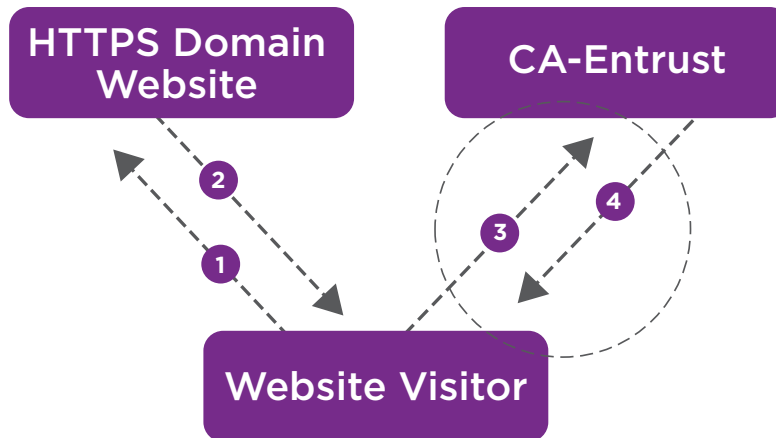 HTTPS Domain
Website
CA-Entrust
2
4
3
1
Website Visitor